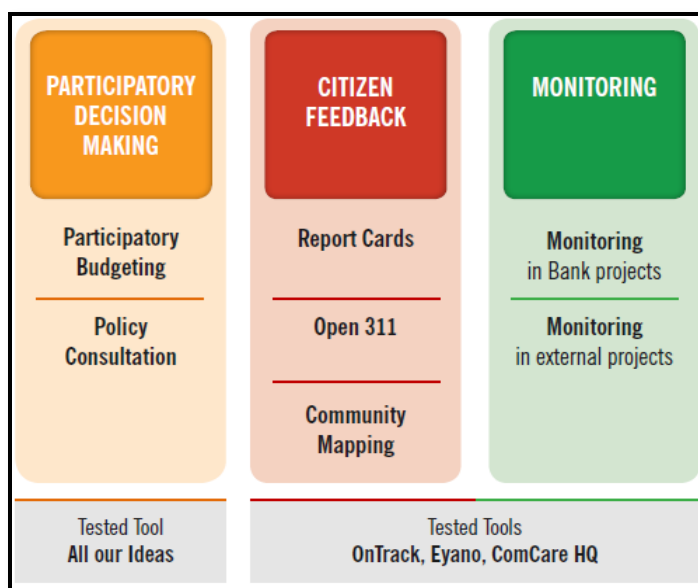 PARTICIPATORY
DECISION
MAKING
Participatory
Budgeting
Policy
Consultation
CITIZEN
FEEDBACK
Report Cards
Open 311
Community
Mapping
MONITORING
Monitoring
in Bank projects
Monitoring
in external projects
Tested Tool
All our Ideas
Tested Tools
OnTrack, Eyano, ComCare HQ